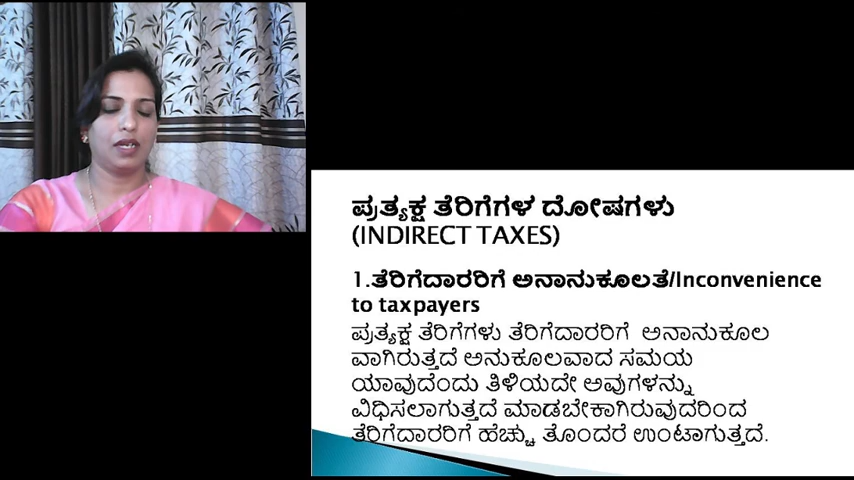 ಪ್ರತ್ಯಕ್ಷ ತೆರಿಗೆಗಳ ದೋಷಗಳು
(INDIRECT TAXES)
1.ತೆರಿಗೆದಾರರಿಗೆ ಅನಾನುಕೂಲತೆ/Inconvenience
to taxpayers
ಪ್ರತ್ಯಕ್ಷ ತೆರಿಗೆಗಳು ತೆರಿಗೆದಾರರಿಗೆ ಅನಾನುಕೂಲ
ವಾಗಿರುತ್ತದೆ ಅನುಕೂಲವಾದ ಸಮಯ
ಯಾವುದೆಂದು ತಿಳಿಯದೇ ಅವುಗಳನ್ನು
ವಿಧಿಸಲಾಗುತ್ತದೆ ಮಾಡಬೇಕಾಗಿರುವುದರಿಂದ
ತೆರಿಗೆದಾರರಿಗೆ ಹೆಚ್ಚು ತೊಂದರೆ ಉಂಟಾಗುತ್ತದೆ.